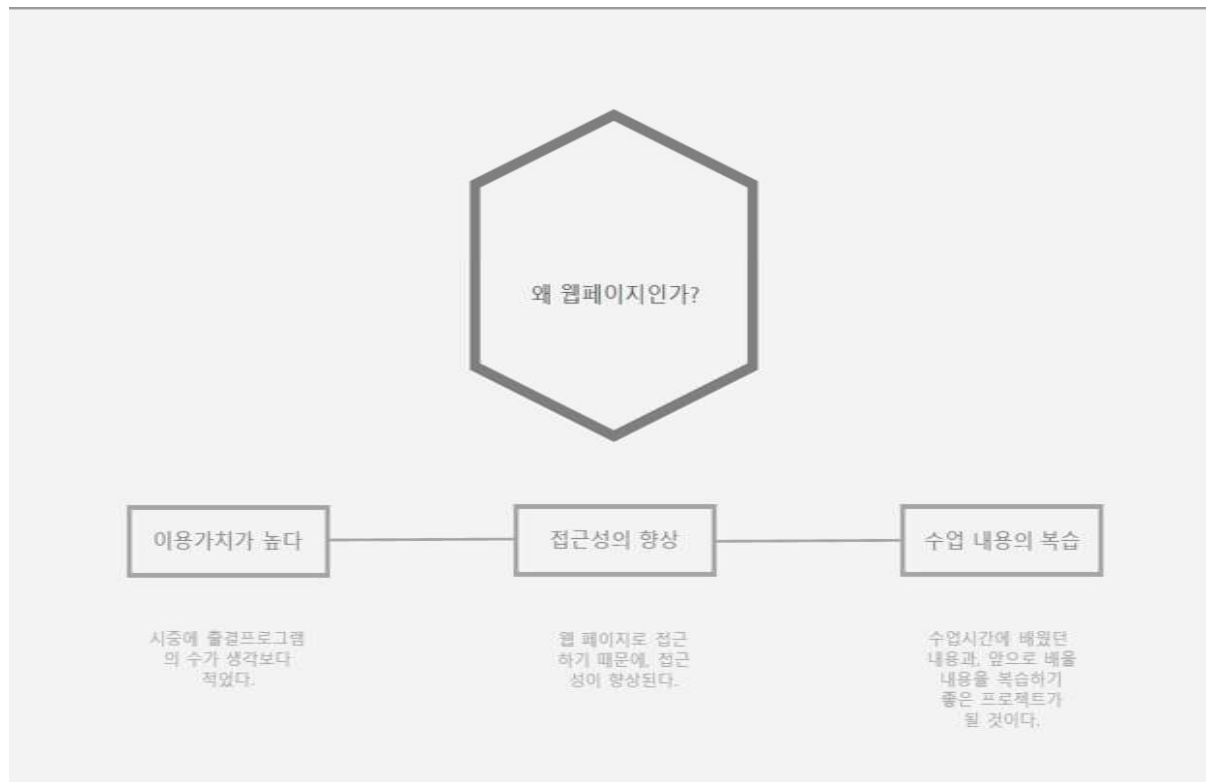 왜 웹페이지인가?
이용가치가 높다
접근성의 향상
수업 내용의 복습
시중에 출결프로그램
의 수가 생각보다
적었다.
웹 페이지로 접근
하기 때문에, 접근
성이 향상된다.
수업시간에 배웠던
내용과, 앞으로 배울
내용을 복습하기
좋은 프로젝트가
될 것이다.